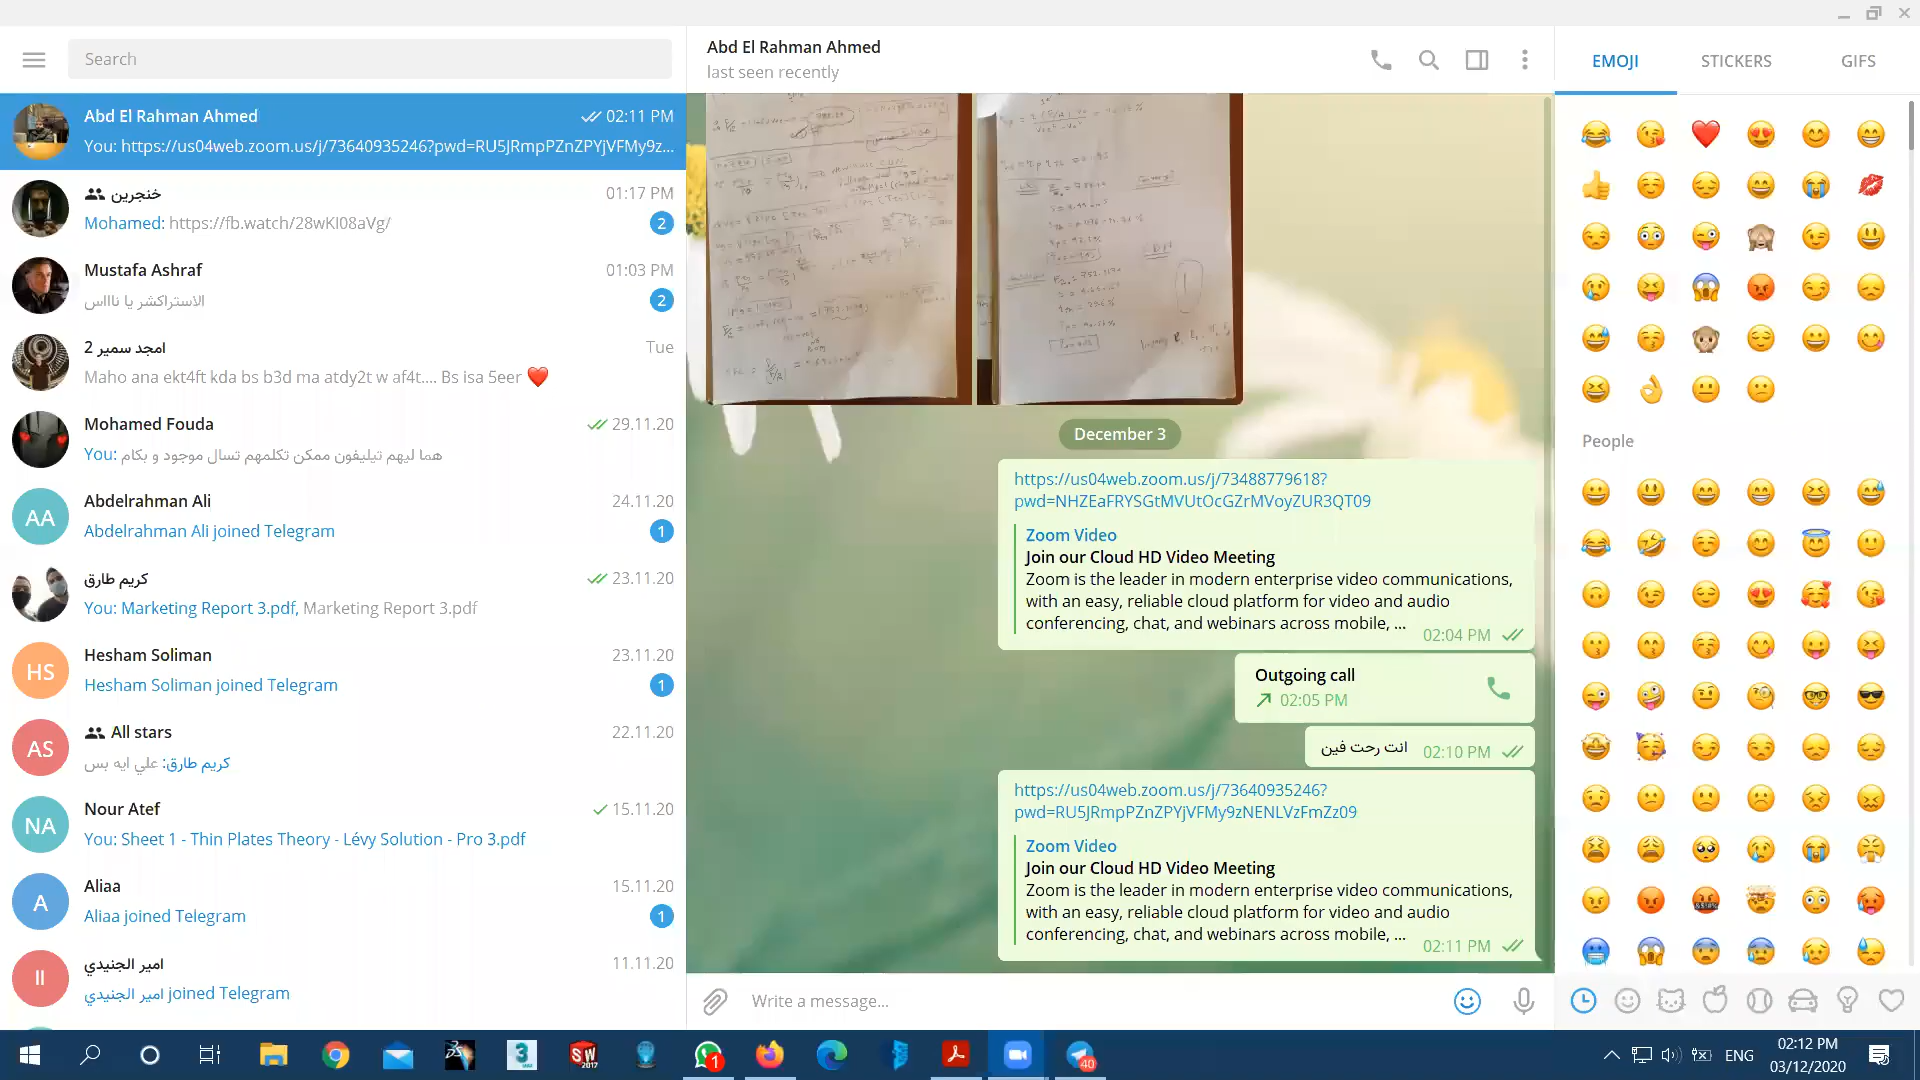 Search
Abd El Rahman Ahmed
02:11 PM
You: https://us04web.zoom.us/j/73640935246?pwd=RU5JRmpPZnZPYjVFMy9z...
خنجرين
01:17 PM
Mohamed: https://fb.watch/28wKI08aVg/
2
Mustafa Ashraf
01:03 PM
الاستراكشر يا ناااس
2
امجد سمير 2
Tue
Maho ana ekt4ft kda bs b3d ma atdy2t w af4t.... Bs isa 5eer ❤️
Mohamed Fouda
29.11.20
You: هما ليهم تيليفون ممكن تكلمهم تسال موجود و بكام
AA
Abdelrahman Ali
24.11.20
Abdelrahman Ali joined Telegram
1
كريم طارق
23.11.20
You: Marketing Report 3.pdf, Marketing Report 3.pdf
HS
Hesham Soliman
23.11.20
Hesham Soliman joined Telegram
1
AS
All stars
22.11.20
كريم طارق: علي ايه بس
NA
Nour Atef
15.11.20
You: Sheet 1 - Thin Plates Theory - Lévy Solution - Pro 3.pdf
A
Aliaa
15.11.20
Aliaa joined Telegram
1
II
امير الجنيدي
11.11.20
امير الجنيدي joined Telegram
Abd El Rahman Ahmed
last seen recently
December 3
https://us04web.zoom.us/j/73488779618?
pwd=NHZEaFRYSGtMVUtOcGZrMVoyZUR3QT09
Zoom Video
Join our Cloud HD Video Meeting
Zoom is the leader in modern enterprise video communications,
with an easy, reliable cloud platform for video and audio
conferencing, chat, and webinars across mobile, ...
02:04 PM
Outgoing call
02:05 PM
انت رحت فين
02:10 PM
https://us04web.zoom.us/j/73640935246?
pwd=RU5JRmpPZnZPYjVFMy9zNENLVzFmZz09
Zoom Video
Join our Cloud HD Video Meeting
Zoom is the leader in modern enterprise video communications,
with an easy, reliable cloud platform for video and audio
conferencing, chat, and webinars across mobile, ...
02:11 PM
Write a message...
EMOJI
STICKERS
GIFS
People
3
SW
2017
1
40
ENG
02:12 PM
03/12/2020